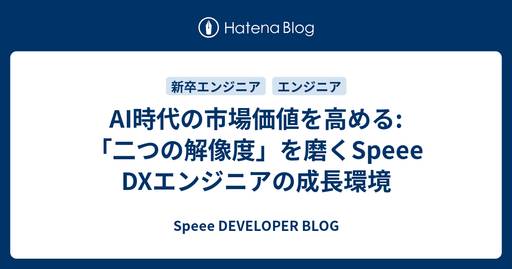 Hatena Blog
新卒エンジニア エンジニア
AI時代の市場価値を高める:
「二つの解像度」を磨くSpeee
DXエンジニアの成長環境
Speee DEVELOPER BLOG